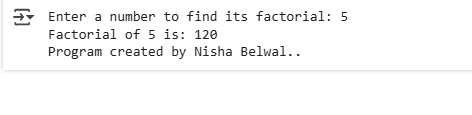 Enter a number to find its factorial: 5
Factorial of 5 is: 120
Program created by Nisha Belwal..